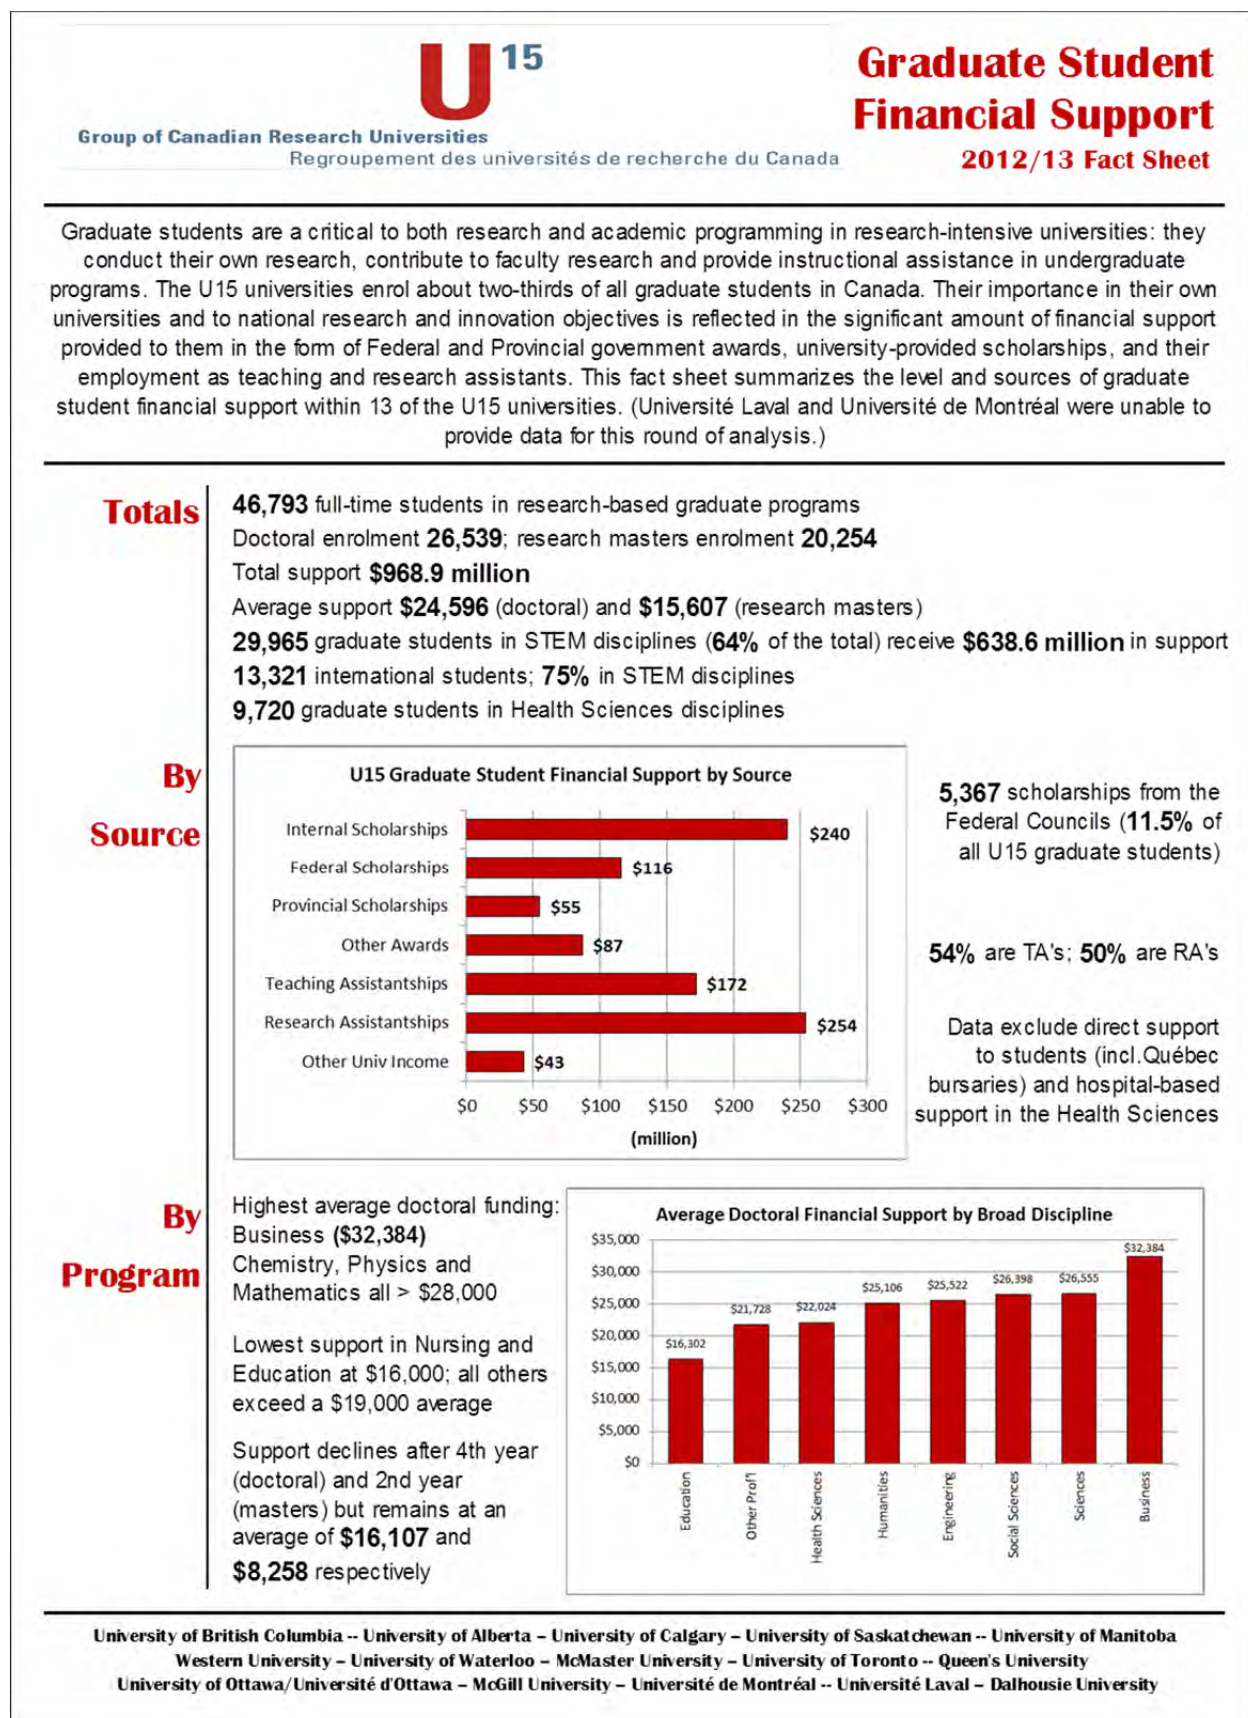 U15
Group of Canadian Research Universities
Regroupement des universités de recherche du Canada
Graduate Student
Financial Support
2012/13 Fact Sheet
Graduate students are a critical to both research and academic programming in research-intensive universities: they
conduct their own research, contribute to faculty research and provide instructional assistance in undergraduate
programs. The U15 universities enrol about two-thirds of all graduate students in Canada. Their importance in their own
universities and to national research and innovation objectives is reflected in the significant amount of financial support
provided to them in the form of Federal and Provincial government awards, university-provided scholarships, and their
employment as teaching and research assistants. This fact sheet summarizes the level and sources of graduate
student financial support within 13 of the U15 universities. (Université Laval and Université de Montréal were unable to
provide data for this round of analysis.)
Totals
46,793 full-time students in research-based graduate programs
Doctoral enrolment 26,539; research masters enrolment 20,254
Total support $968.9 million
Average support $24,596 (doctoral) and $15,607 (research masters)
29,965 graduate students in STEM disciplines (64% of the total) receive $638.6 million in support
13,321 international students; 75% in STEM disciplines
9,720 graduate students in Health Sciences disciplines
By
Source
U15 Graduate Student Financial Support by Source
Internal Scholarships $240
Federal Scholarships $116
Provincial Scholarships $55
Other Awards $87
Teaching Assistantships $172
Research Assistantships $254
Other Univ Income $43
$0 $50 $100 $150 $200 $250 $300
(million)
5,367 scholarships from the
Federal Councils (11.5% of
all U15 graduate students)
54% are TA's; 50% are RA's
Data exclude direct support
to students (incl.Québec
bursaries) and hospital-based
support in the Health Sciences
By
Program
Highest average doctoral funding:
Business ($32,384)
Chemistry, Physics and
Mathematics all > $28,000
Lowest support in Nursing and
Education at $16,000; all others
exceed a $19,000 average
Support declines after 4th year
(doctoral) and 2nd year
(masters) but remains at an
average of $16,107 and
$8,258 respectively
Average Doctoral Financial Support by Broad Discipline
$35,000
$30,000
$25,000
$20,000
$15,000
$10,000
$5,000
$0
$16,302
$21,728
$22,024
$25,106
$25,522
$26,398
$26,555
$32,384
Education
Other Prof'l
Health Sciences
Humanities
Engineering
Social Sciences
Sciences
Business
University of British Columbia -- University of Alberta – University of Calgary – University of Saskatchewan -- University of Manitoba
Western University – University of Waterloo – McMaster University – University of Toronto -- Queen's University
University of Ottawa/Université d'Ottawa – McGill University – Université de Montréal -- Université Laval – Dalhousie University